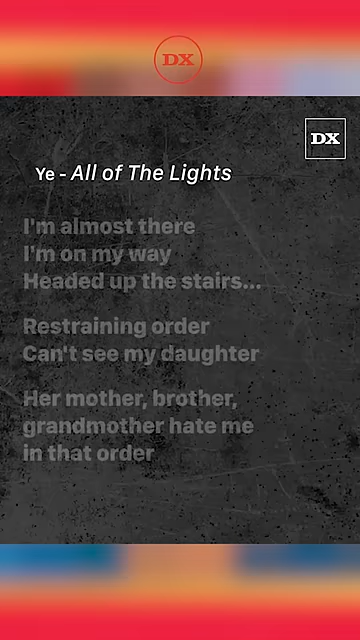 DX
DX
Ye - All of The Lights
I'm almost there
I'm on my way
Headed up the stairs...
Restraining order
Can't see my daughter
Her mother, brother,
grandmother hate me
in that order